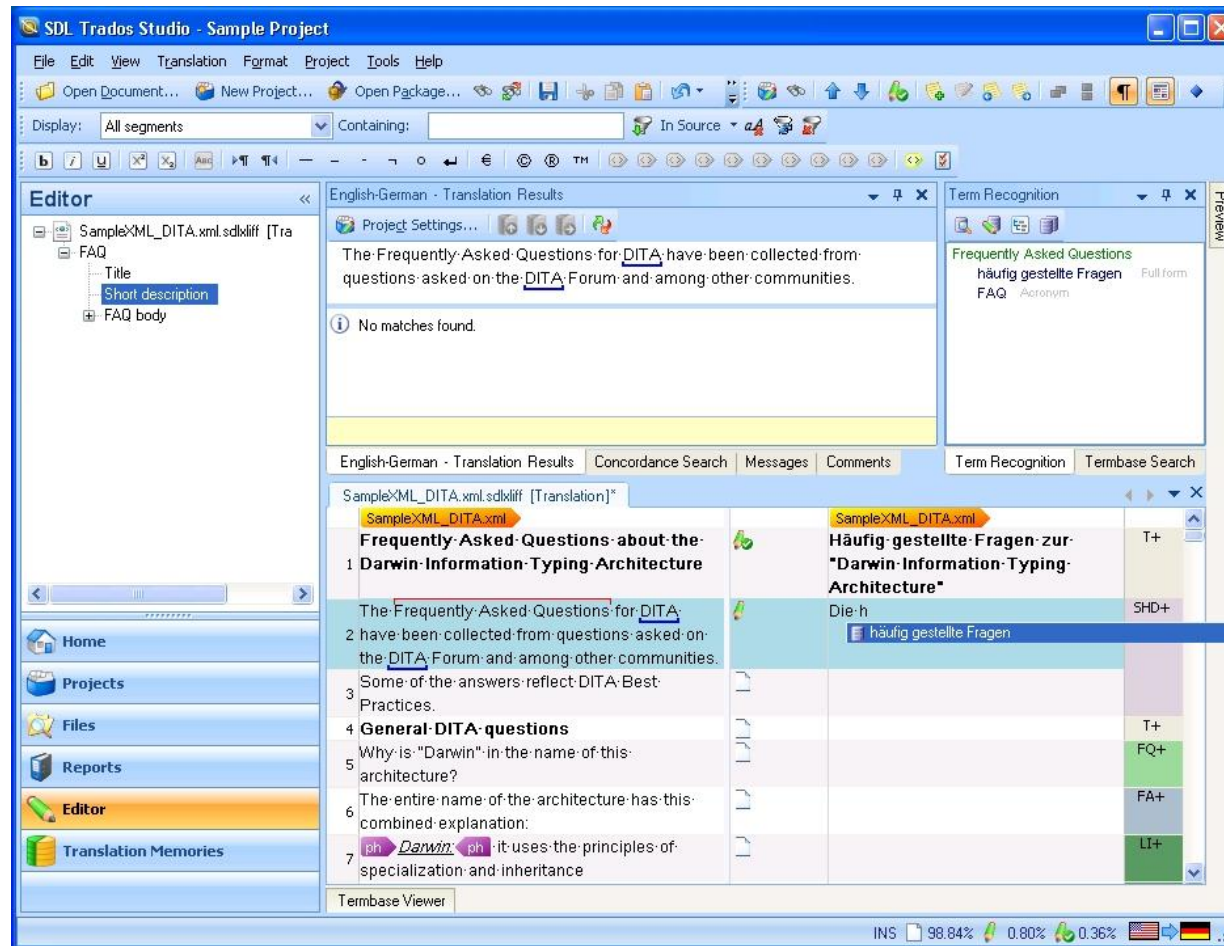 SDL Trados Studio - Sample Project
File Edit View Translation Format Project Tools Help
Open Document... New Project... Open Package...
Display: All segments Containing: In Source
Editor
SampleXML_DITA.xml.sdlxliff [Tra
FAQ
Title
Short description
FAQ body
English-German - Translation Results
Project Settings...
The Frequently Asked Questions for DITA have been collected from
questions asked on the DITA Forum and among other communities.
No matches found.
English-German - Translation Results Concordance Search Messages Comments
Term Recognition
Frequently Asked Questions
häufig gestellte Fragen Full form
FAQ Acronym
Term Recognition Termbase Search
Preview
SampleXML_DITA.xml.sdlxliff [Translation]*
SampleXML_DITA.xml SampleXML_DITA.xml
1 Frequently Asked Questions about the
Darwin Information Typing Architecture
Häufig gestellte Fragen zur
"Darwin Information Typing
Architecture"
T+
2 The Frequently Asked Questions for DITA
have been collected from questions asked on
the DITA Forum and among other communities.
Die h
häufig gestellte Fragen
SHD+
3 Some of the answers reflect DITA Best
Practices.
4 General DITA questions
T+
5 Why is "Darwin" in the name of this
architecture?
FQ+
6 The entire name of the architecture has this
combined explanation:
FA+
7 ph Darwin: ph it uses the principles of
specialization and inheritance
LI+
Home
Projects
Files
Reports
Editor
Translation Memories
Termbase Viewer
INS 98.84% 0.80% 0.36%